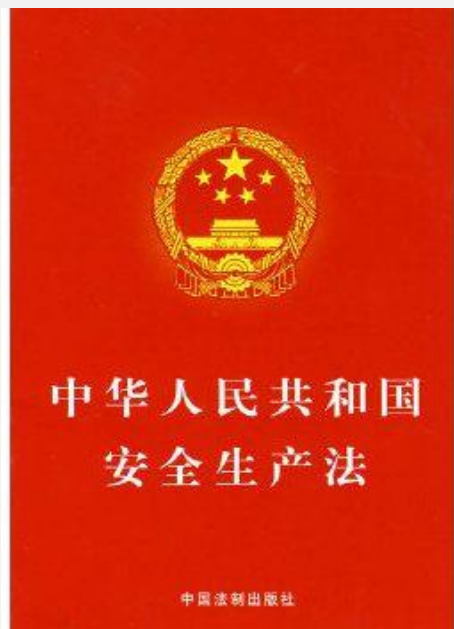 中华人民共和国
安全生产法
中国法制出版社